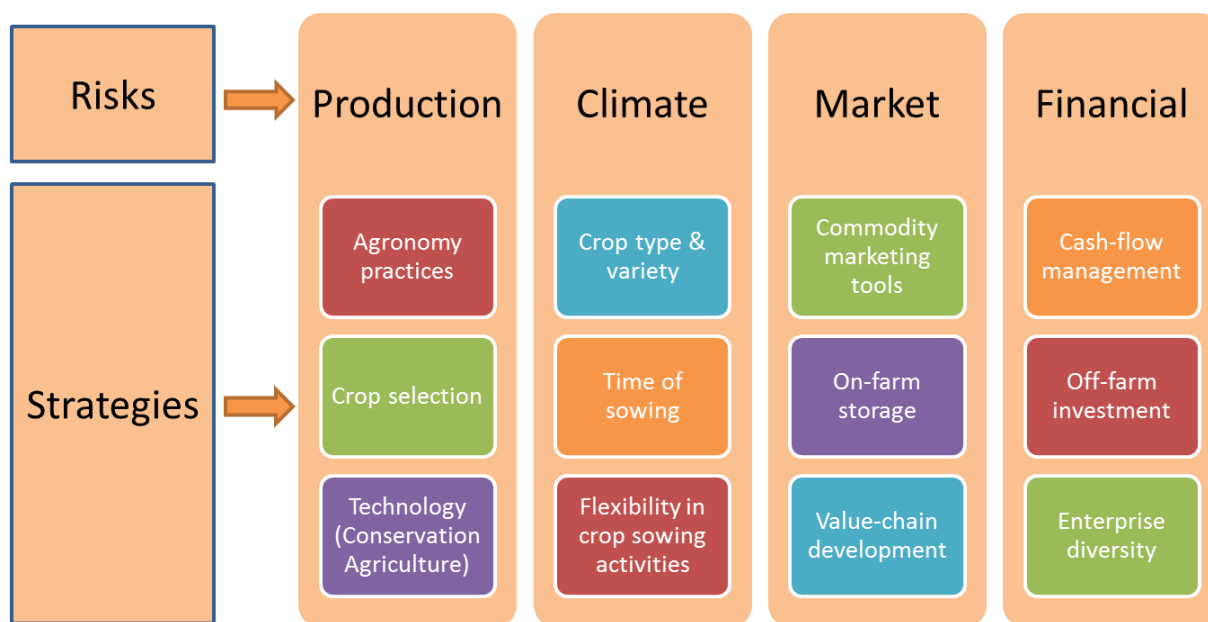 Risks
Production
Climate
Market
Financial
Strategies
Agronomy
practices
Crop selection
Technology
(Conservation
Agriculture)
Crop type &
variety
Time of
sowing
Flexibility in
crop sowing
activities
Commodity
marketing
tools
On-farm
storage
Value-chain
development
Cash-flow
management
Off-farm
investment
Enterprise
diversity